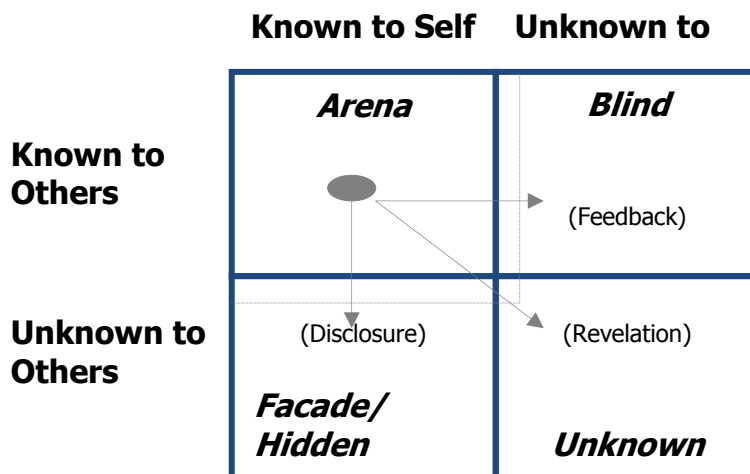 Known to Self Unknown to
Arena Blind
Known to
Others
(Feedback)
Unknown to
Others
(Disclosure) (Revelation)
Facade/
Hidden Unknown